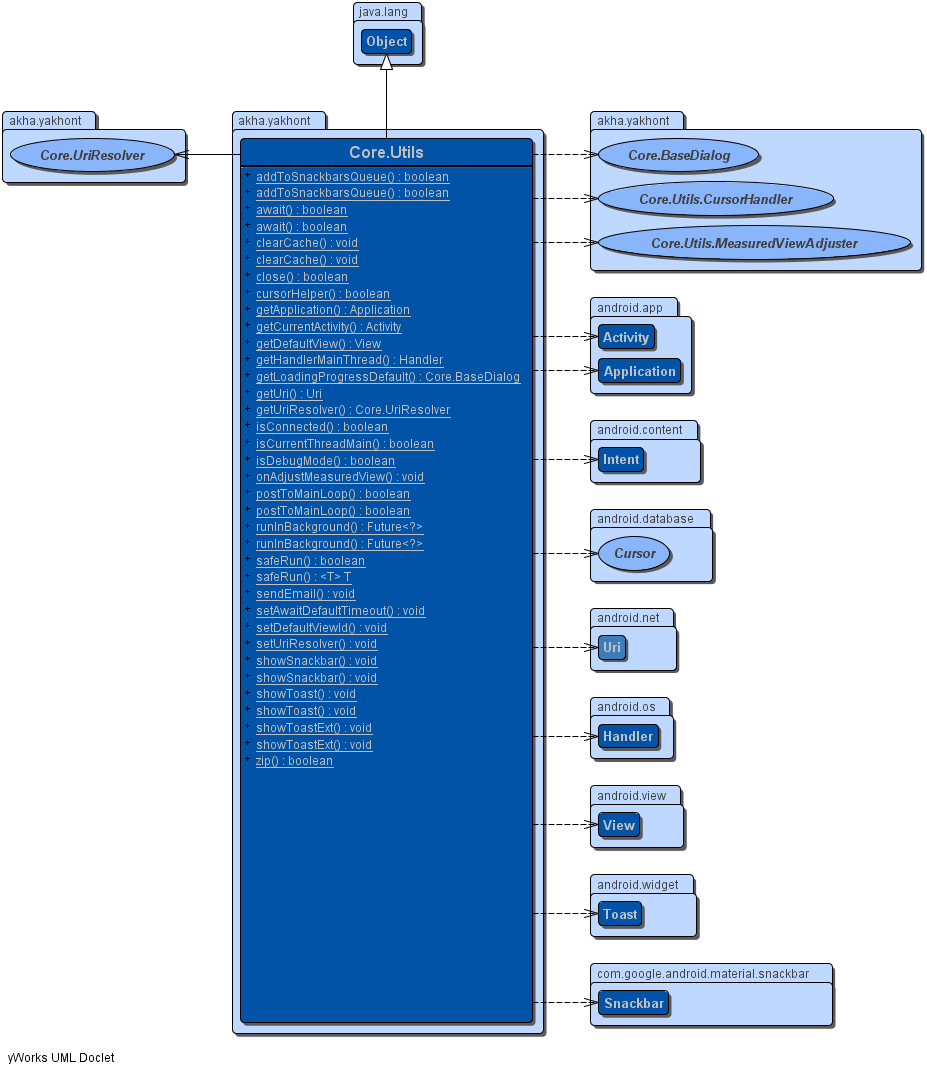 java.lang
Object
akha.yakhont
Core.UriResolver
akha.yakhont
Core.Utils
+ addToSnackbarsQueue() : boolean
+ addToSnackbarsQueue() : boolean
+ await() : boolean
+ await() : boolean
+ clearCache() : void
+ clearCache() : void
+ close() : boolean
+ cursorHelper() : boolean
+ getApplication() : Application
+ getCurrentActivity() : Activity
+ getDefaultView() : View
+ getHandlerMainThread() : Handler
+ getLoadingProgressDefault() : Core.BaseDialog
+ getUri() : Uri
+ getUriResolver() : Core.UriResolver
+ isConnected() : boolean
+ isCurrentThreadMain() : boolean
+ isDebugMode() : boolean
+ onAdjustMeasuredView() : void
+ postToMainLoop() : boolean
+ postToMainLoop() : boolean
+ runInBackground() : Future<?>
+ runInBackground() : Future<?>
+ safeRun() : boolean
+ safeRun() : <T> T
+ sendEmail() : void
+ setAwaitDefaultTimeout() : void
+ setDefaultViewId() : void
+ setUriResolver() : void
+ showSnackbar() : void
+ showSnackbar() : void
+ showToast() : void
+ showToast() : void
+ showToastExt() : void
+ showToastExt() : void
+ zip() : boolean
akha.yakhont
Core.BaseDialog
Core.Utils.CursorHandler
Core.Utils.MeasuredViewAdjuster
android.app
Activity
Application
android.content
Intent
android.database
Cursor
android.net
Uri
android.os
Handler
android.view
View
android.widget
Toast
com.google.android.material.snackbar
Snackbar
yWorks UML Doclet